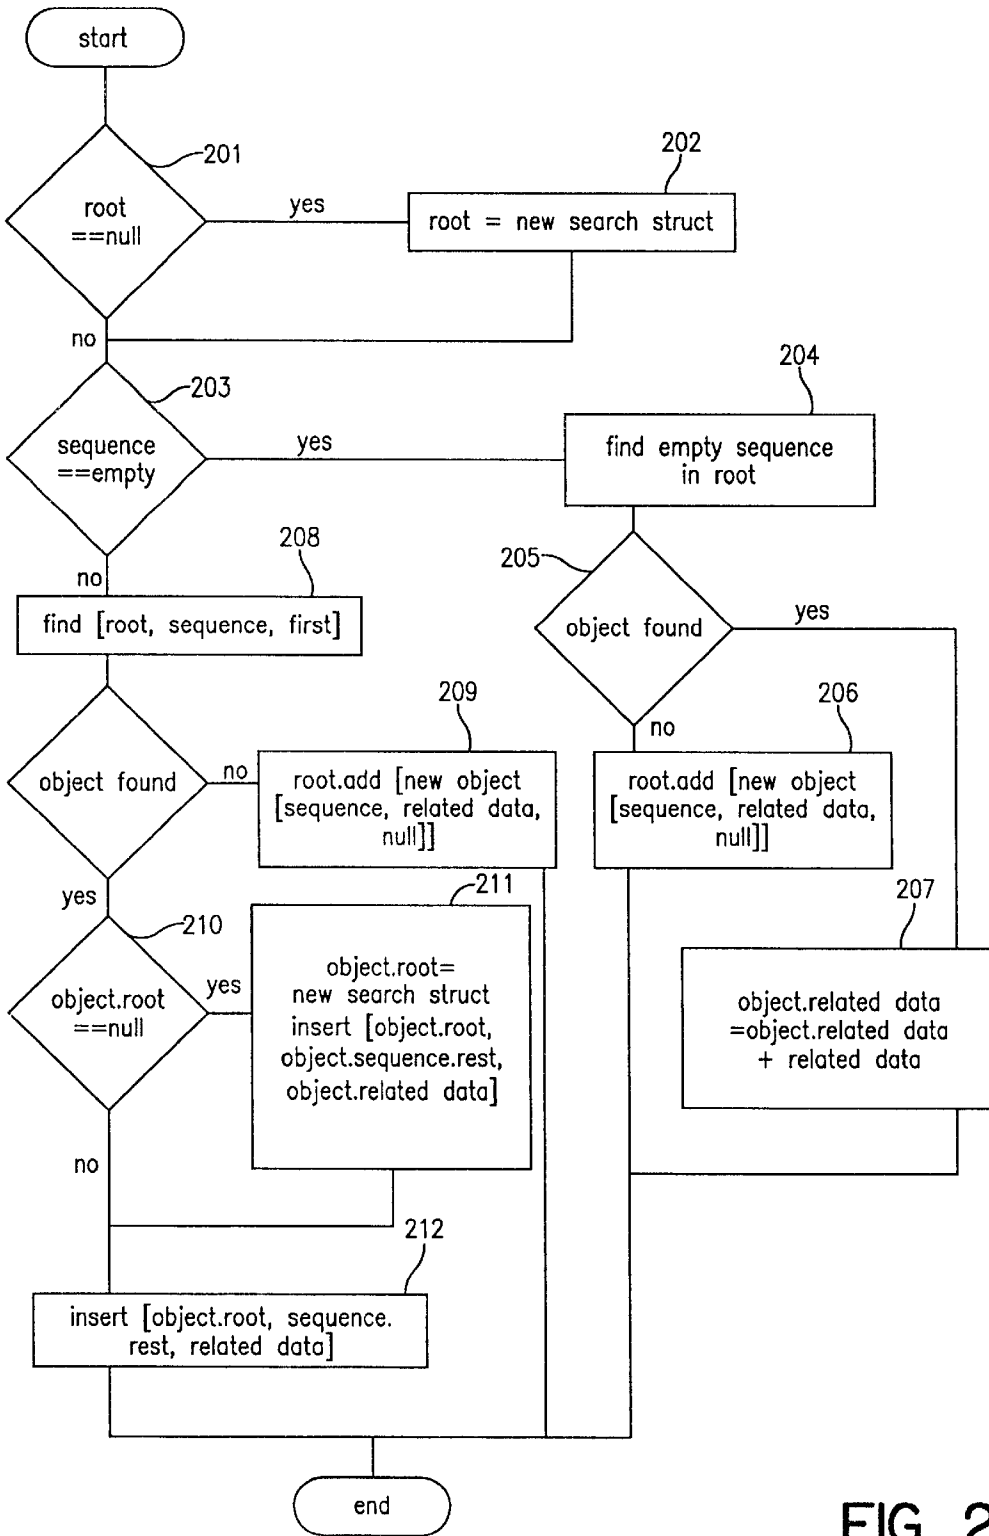 start
201
root
==null
yes
202
root = new search struct
no
203
sequence
==empty
yes
204
find empty sequence
in root
no
208
find [root, sequence, first]
205
object found
yes
no
object found
no
209
root.add [new object
[sequence, related data,
null]]
206
root.add [new object
[sequence, related data,
null]]
yes
210
object.root
==null
yes
211
object.root=
new search struct
insert [object.root,
object.sequence.rest,
object.related data]
207
object.related data
=object.related data
+ related data
no
212
insert [object.root, sequence.
rest, related data]
end
FIG. 2